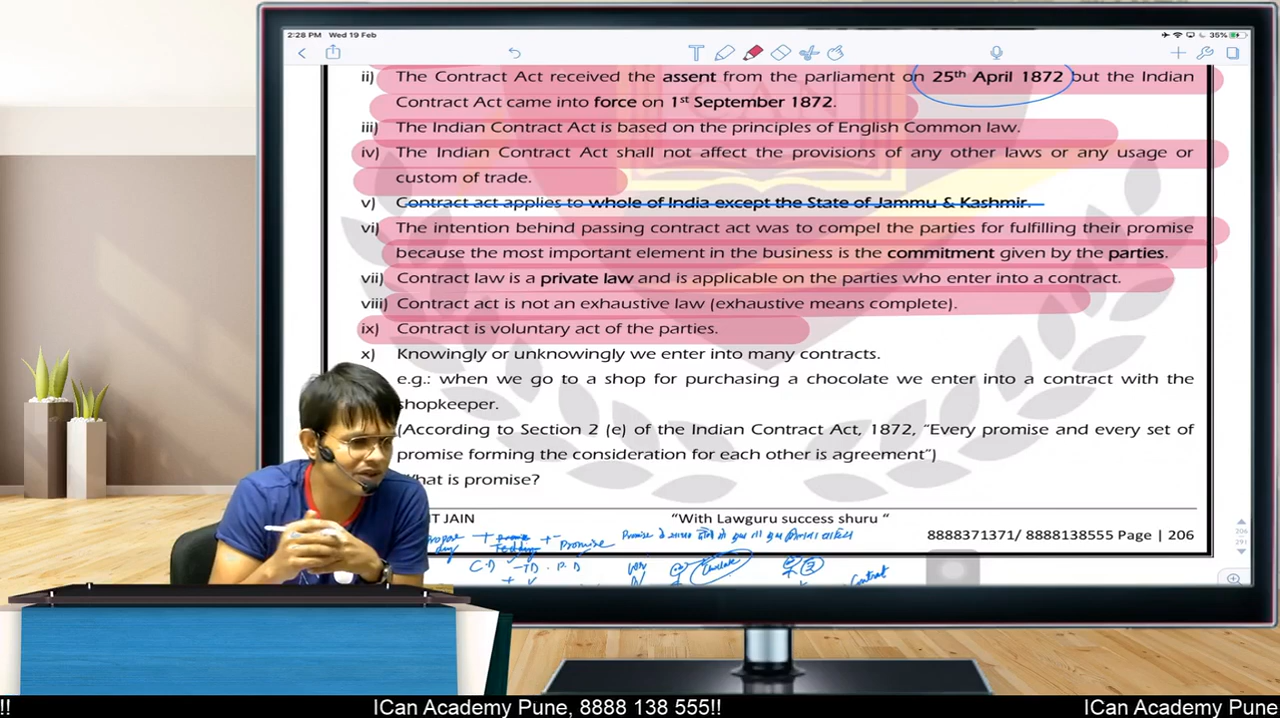 2:28 PM Wed 19 Feb
35%
ii) The Contract Act received the assent from the parliament on 25th April 1872 but the Indian
Contract Act came into force on 1st September 1872.
iii) The Indian Contract Act is based on the principles of English Common law.
iv) The Indian Contract Act shall not affect the provisions of any other laws or any usage or
custom of trade.
v) Contract act applies to whole of India except the State of Jammu & Kashmir.
vi) The intention behind passing contract act was to compel the parties for fulfilling their promise
because the most important element in the business is the commitment given by the parties.
vii) Contract law is a private law and is applicable on the parties who enter into a contract.
viii) Contract act is not an exhaustive law (exhaustive means complete).
ix) Contract is voluntary act of the parties.
x) Knowingly or unknowingly we enter into many contracts.
e.g.: when we go to a shop for purchasing a chocolate we enter into a contract with the
shopkeeper.
(According to Section 2 (e) of the Indian Contract Act, 1872, "Every promise and every set of
promise forming the consideration for each other is agreement")
hat is promise?
T JAIN "With Lawguru success shuru " 8888371371/ 8888138555 Page | 206
Promise
Chocolate
Contract
!! ICan Academy Pune, 8888 138 555!! ICan Academy Pune